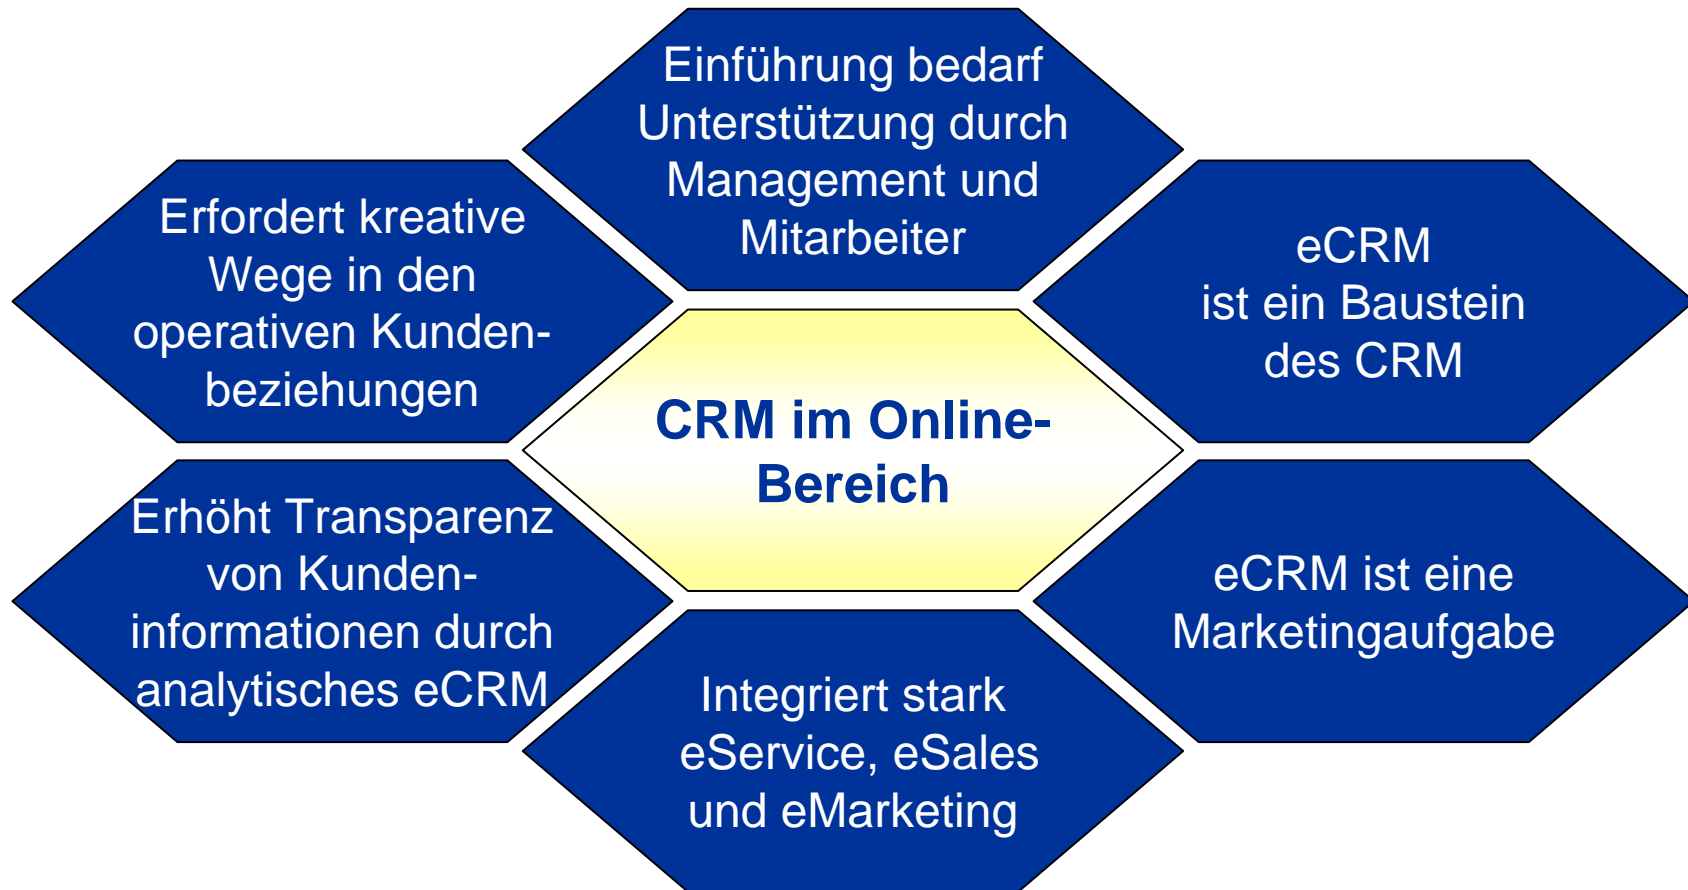 Einführung bedarf
Unterstützung durch
Management und
Mitarbeiter
Erfordert kreative
Wege in den
operativen Kunden-
beziehungen
eCRM
ist ein Baustein
des CRM
CRM im Online-
Bereich
Erhöht Transparenz
von Kunden-
informationen durch
analytisches eCRM
eCRM ist eine
Marketingaufgabe
Integriert stark
eService, eSales
und eMarketing